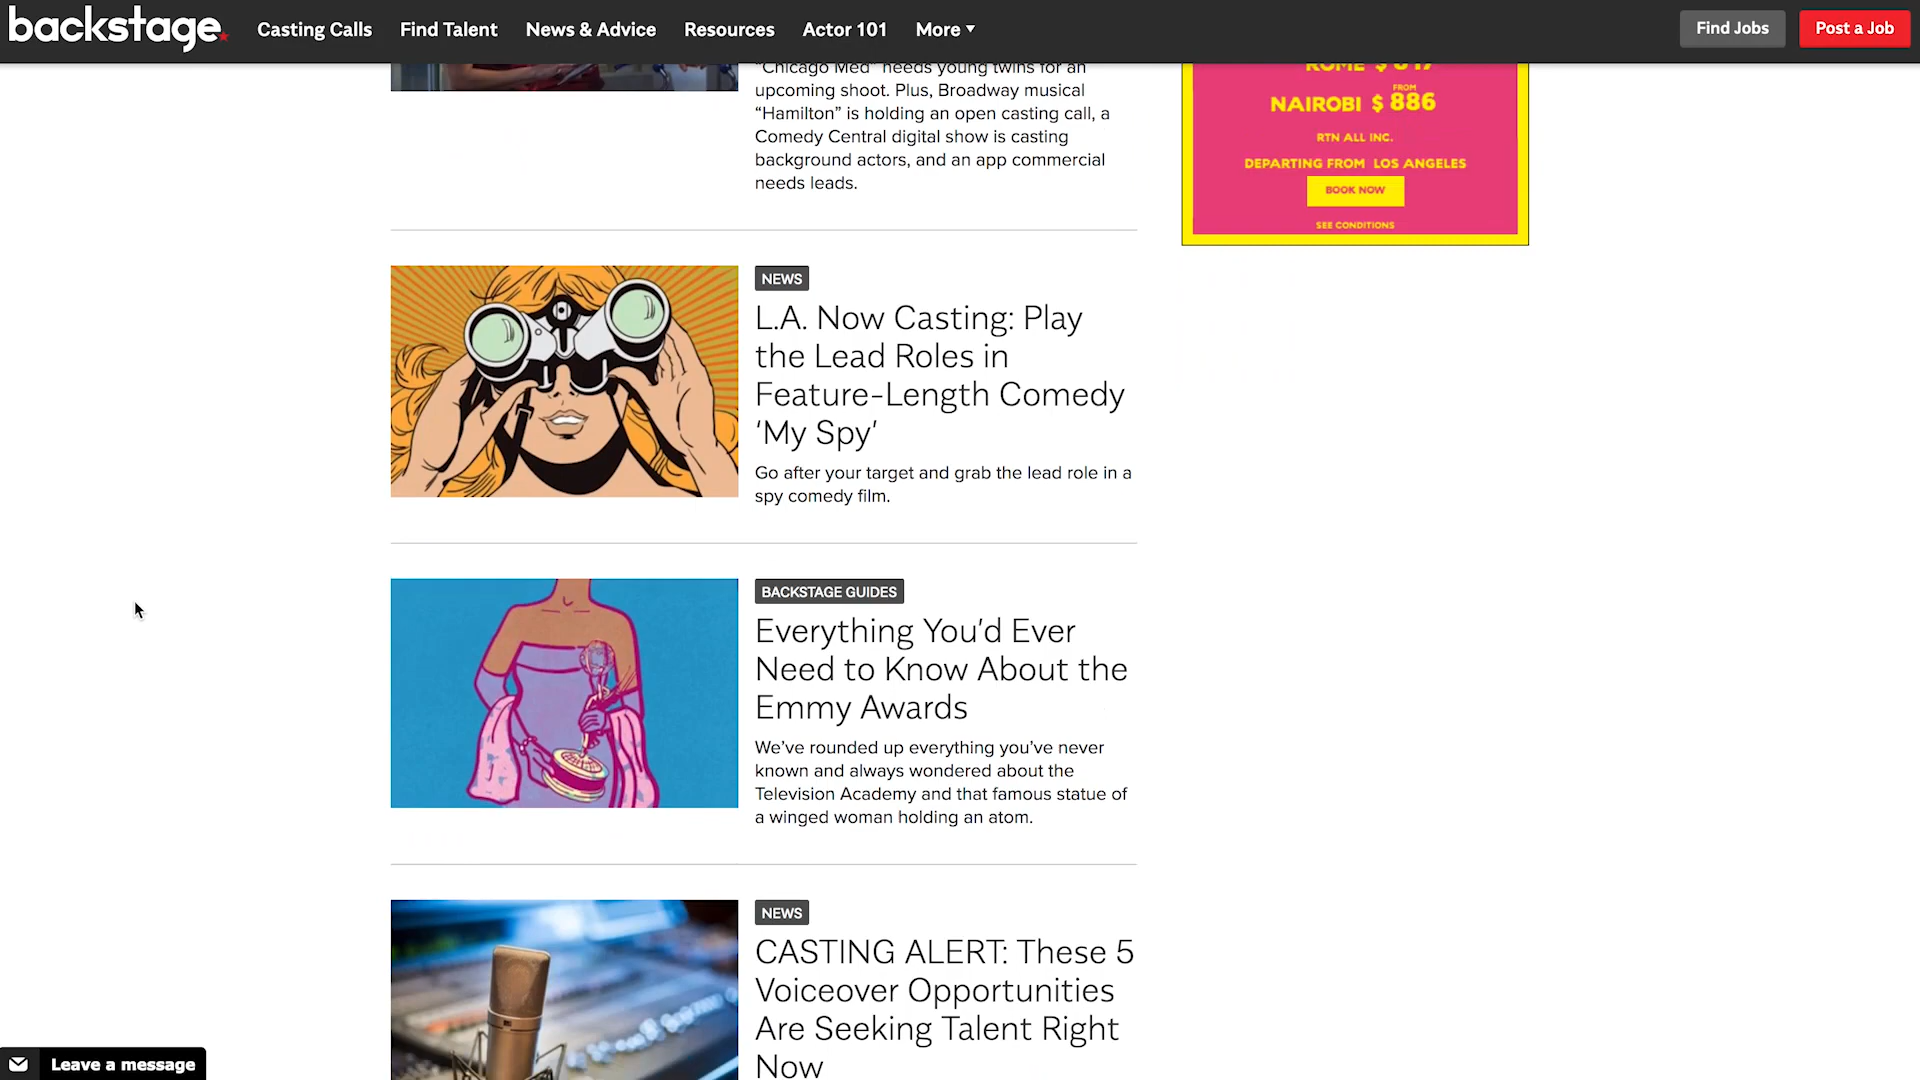 backstage
Casting Calls
Find Talent
News & Advice
Resources
Actor 101
More
Find Jobs
Post a Job
"Chicago Med" needs young twins for an
upcoming shoot. Plus, Broadway musical
“Hamilton” is holding an open casting call, a
Comedy Central digital show is casting
background actors, and an app commercial
needs leads.
ROME $
FROM
NAIROBI $ 886
RTN ALL INC.
DEPARTING FROM LOS ANGELES
BOOK NOW
SEE CONDITIONS
NEWS
L.A. Now Casting: Play
the Lead Roles in
Feature-Length Comedy
‘My Spy’
Go after your target and grab the lead role in a
spy comedy film.
BACKSTAGE GUIDES
Everything You’d Ever
Need to Know About the
Emmy Awards
We’ve rounded up everything you’ve never
known and always wondered about the
Television Academy and that famous statue of
a winged woman holding an atom.
NEWS
CASTING ALERT: These 5
Voiceover Opportunities
Are Seeking Talent Right
Now
Leave a message